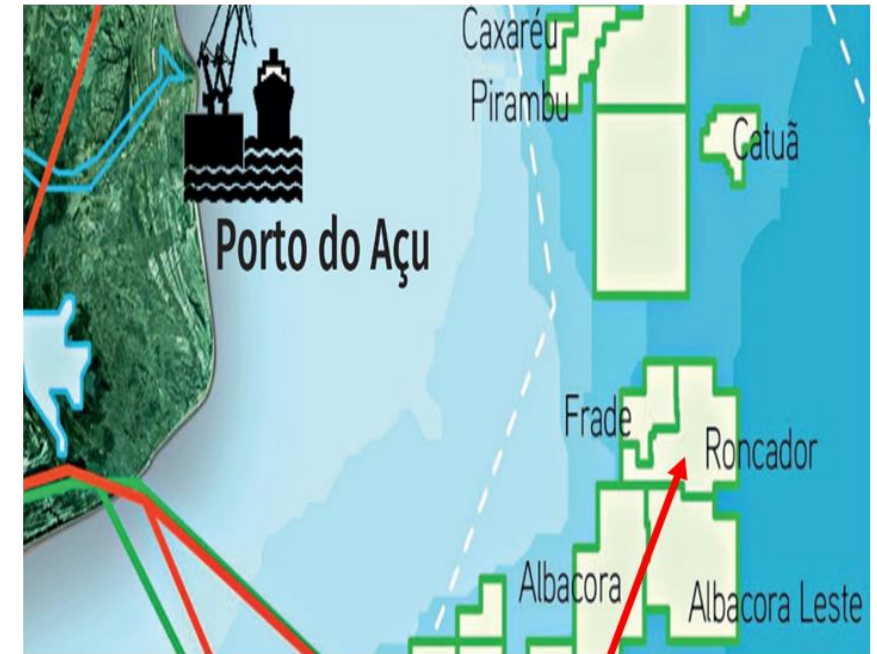 Caxaréu
Pirambu
Catuã
Porto do Açu
Frade
Roncador
Albacora
Albacora Leste